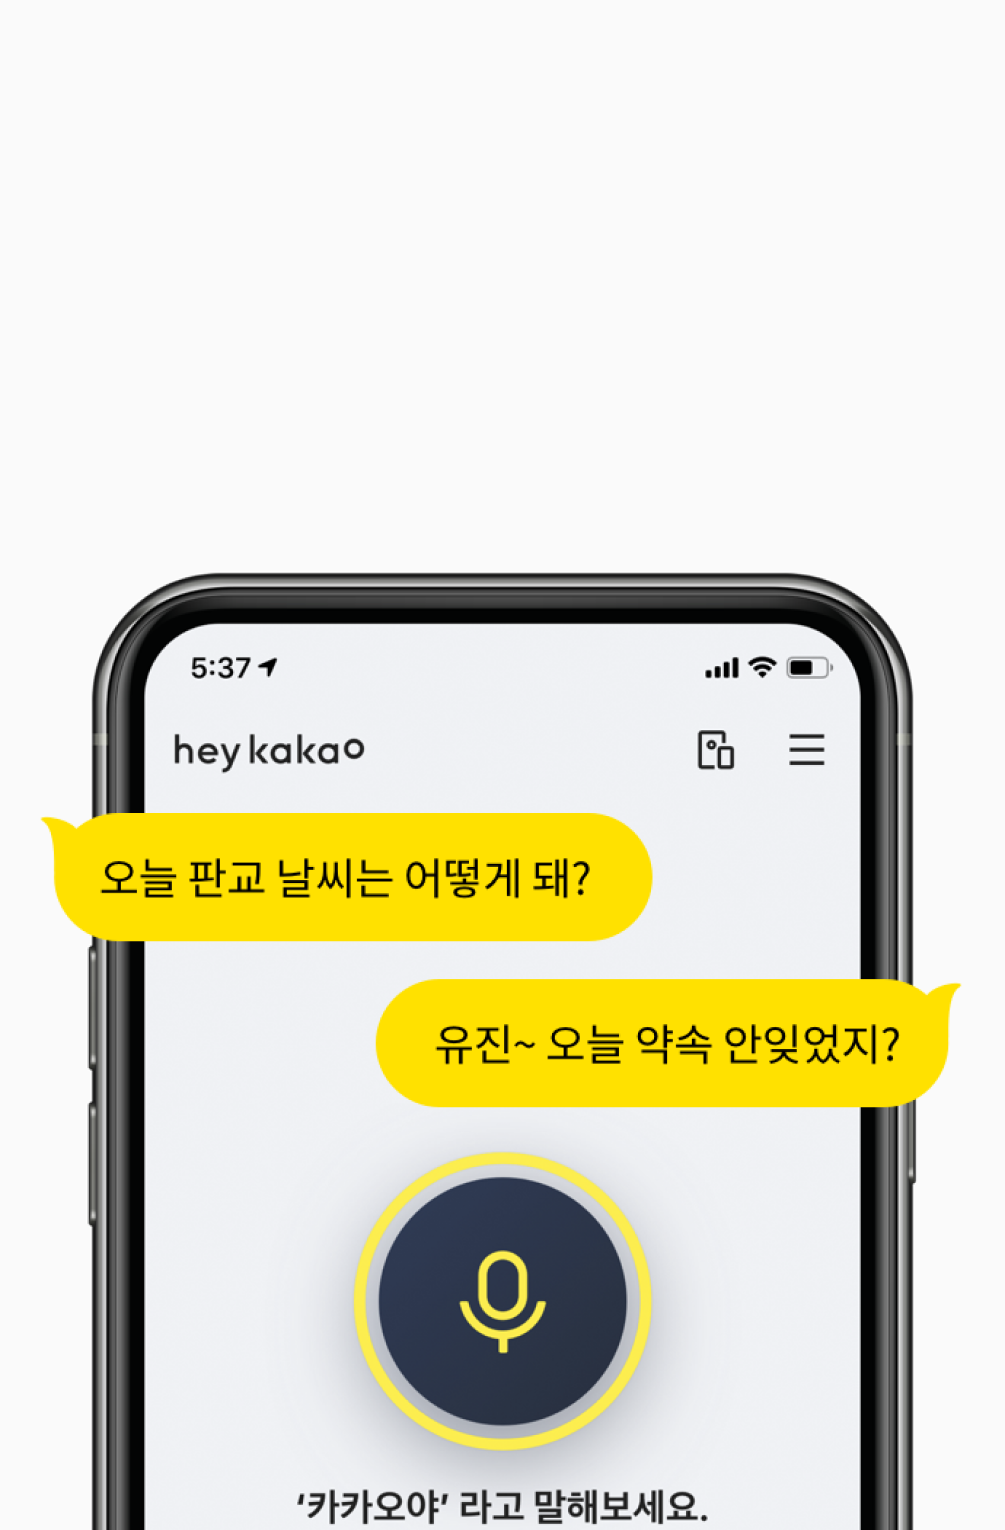 5:37
hey kakao
오늘 판교 날씨는 어떻게 돼?
유진~ 오늘 약속 안잊었지?
‘카카오야’ 라고 말해보세요.